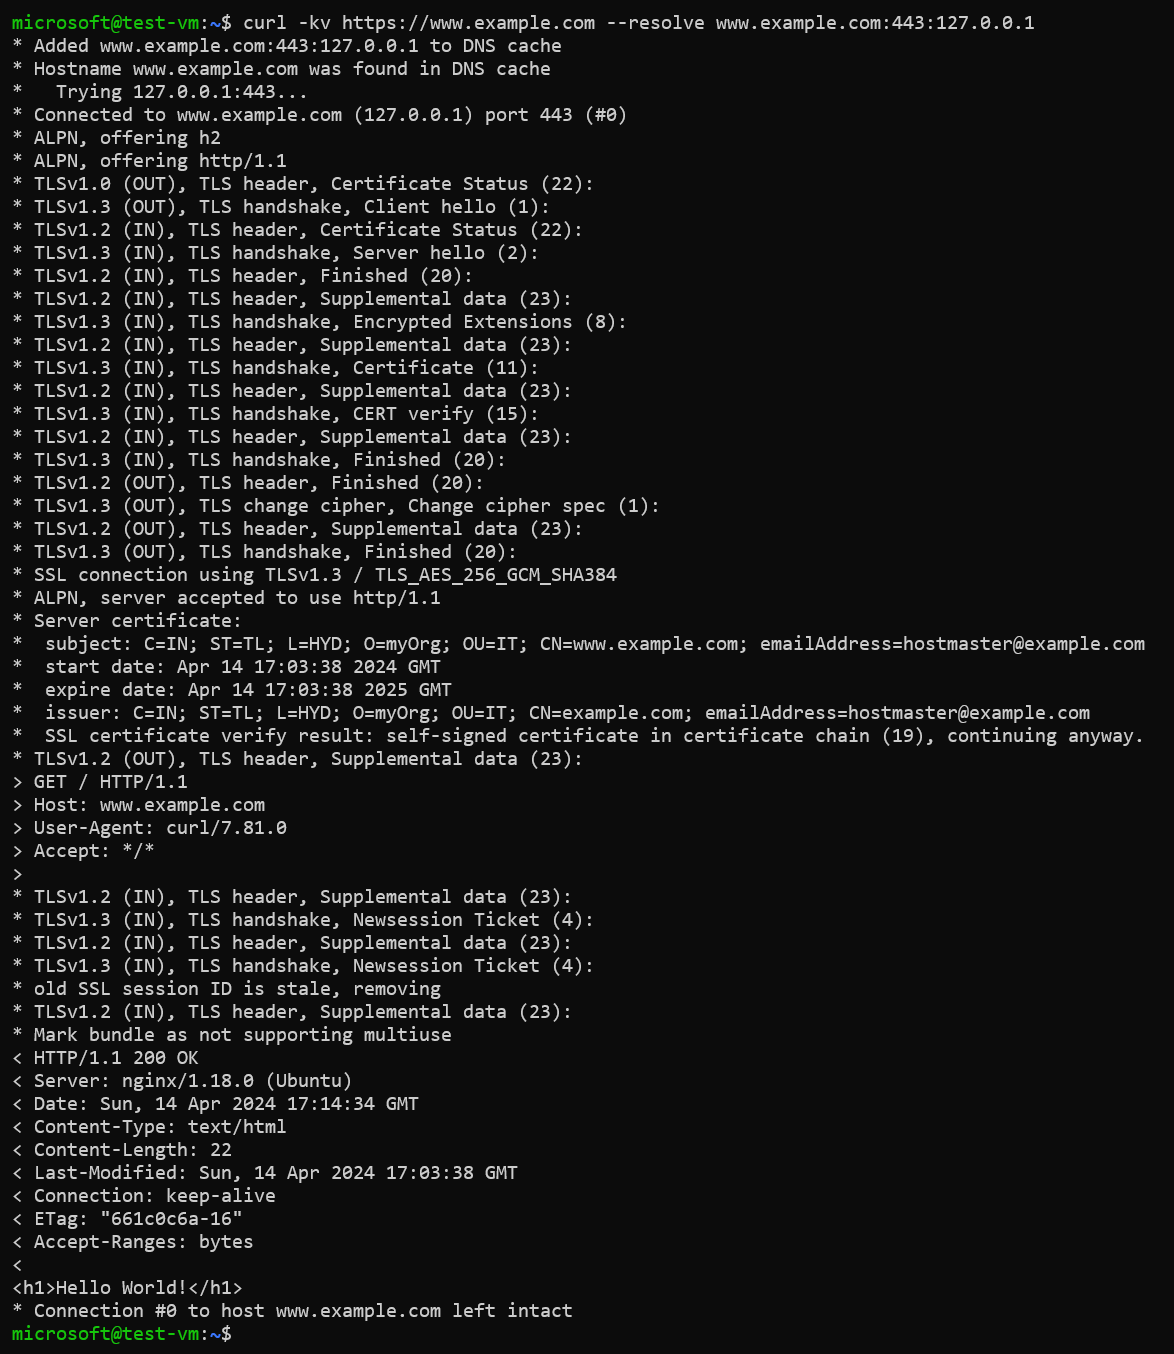 microsoft@test-vm:~$ curl -kv https://www.example.com --resolve www.example.com:443:127.0.0.1
* Added www.example.com:443:127.0.0.1 to DNS cache
* Hostname www.example.com was found in DNS cache
*   Trying 127.0.0.1:443...
* Connected to www.example.com (127.0.0.1) port 443 (#0)
* ALPN, offering h2
* ALPN, offering http/1.1
* TLSv1.0 (OUT), TLS header, Certificate Status (22):
* TLSv1.3 (OUT), TLS handshake, Client hello (1):
* TLSv1.2 (IN), TLS header, Certificate Status (22):
* TLSv1.3 (IN), TLS handshake, Server hello (2):
* TLSv1.2 (IN), TLS header, Finished (20):
* TLSv1.2 (IN), TLS header, Supplemental data (23):
* TLSv1.3 (IN), TLS handshake, Encrypted Extensions (8):
* TLSv1.2 (IN), TLS header, Supplemental data (23):
* TLSv1.3 (IN), TLS handshake, Certificate (11):
* TLSv1.2 (IN), TLS header, Supplemental data (23):
* TLSv1.3 (IN), TLS handshake, CERT verify (15):
* TLSv1.2 (IN), TLS header, Supplemental data (23):
* TLSv1.3 (IN), TLS handshake, Finished (20):
* TLSv1.2 (OUT), TLS header, Finished (20):
* TLSv1.3 (OUT), TLS change cipher, Change cipher spec (1):
* TLSv1.2 (OUT), TLS header, Supplemental data (23):
* TLSv1.3 (OUT), TLS handshake, Finished (20):
* SSL connection using TLSv1.3 / TLS_AES_256_GCM_SHA384
* ALPN, server accepted to use http/1.1
* Server certificate:
*  subject: C=IN; ST=TL; L=HYD; O=myOrg; OU=IT; CN=www.example.com; emailAddress=hostmaster@example.com
*  start date: Apr 14 17:03:38 2024 GMT
*  expire date: Apr 14 17:03:38 2025 GMT
*  issuer: C=IN; ST=TL; L=HYD; O=myOrg; OU=IT; CN=example.com; emailAddress=hostmaster@example.com
*  SSL certificate verify result: self-signed certificate in certificate chain (19), continuing anyway.
* TLSv1.2 (OUT), TLS header, Supplemental data (23):
> GET / HTTP/1.1
> Host: www.example.com
> User-Agent: curl/7.81.0
> Accept: */*
>
* TLSv1.2 (IN), TLS header, Supplemental data (23):
* TLSv1.3 (IN), TLS handshake, Newsession Ticket (4):
* TLSv1.2 (IN), TLS header, Supplemental data (23):
* TLSv1.3 (IN), TLS handshake, Newsession Ticket (4):
* old SSL session ID is stale, removing
* TLSv1.2 (IN), TLS header, Supplemental data (23):
* Mark bundle as not supporting multiuse
< HTTP/1.1 200 OK
< Server: nginx/1.18.0 (Ubuntu)
< Date: Sun, 14 Apr 2024 17:14:34 GMT
< Content-Type: text/html
< Content-Length: 22
< Last-Modified: Sun, 14 Apr 2024 17:03:38 GMT
< Connection: keep-alive
< ETag: "661c0c6a-16"
< Accept-Ranges: bytes
<
<h1>Hello World!</h1>
* Connection #0 to host www.example.com left intact
microsoft@test-vm:~$